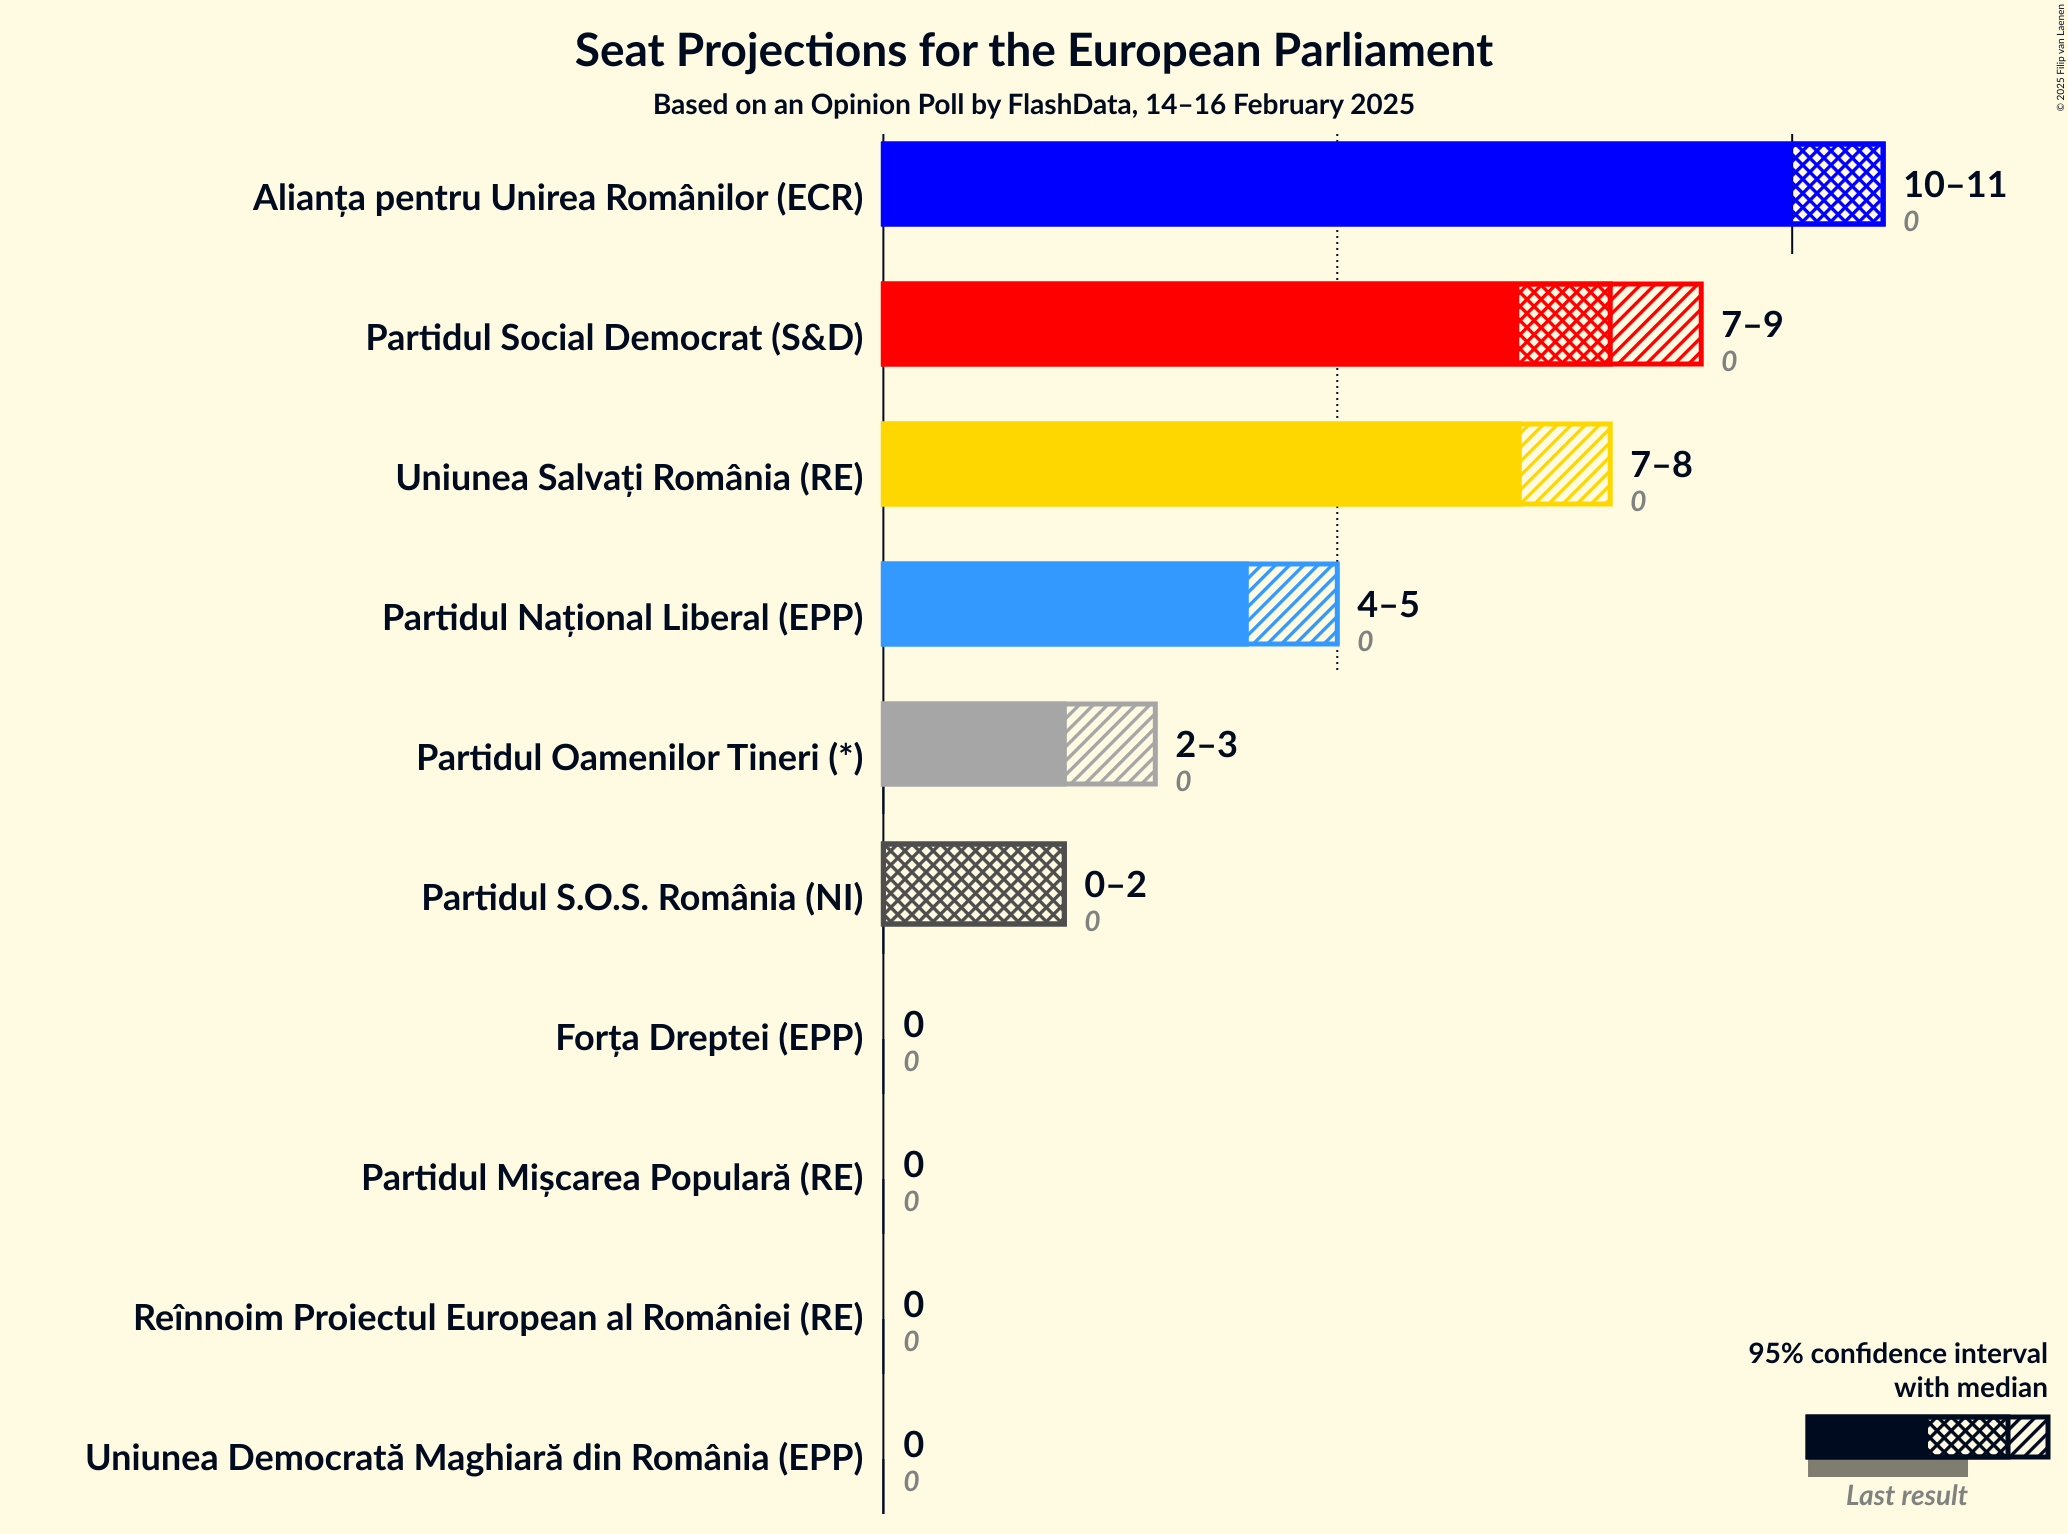 Seat Projections for the European Parliament
Based on an Opinion Poll by FlashData, 14–16 February 2025
© 2025 Filip van Laenen
Alianța pentru Unirea Românilor (ECR)
10–11
0
Partidul Social Democrat (S&D)
7–9
0
Uniunea Salvați România (RE)
7–8
0
Partidul Național Liberal (EPP)
4–5
0
Partidul Oamenilor Tineri (*)
2–3
0
Partidul S.O.S. România (NI)
0–2
0
Forța Dreptei (EPP)
0
0
Partidul Mișcarea Populară (RE)
0
0
Reînnoim Proiectul European al României (RE)
0
0
Uniunea Democrată Maghiară din România (EPP)
0
0
95% confidence interval
with median
Last result